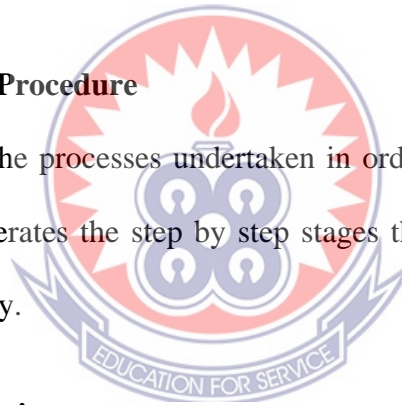 Procedure
he processes undertaken in ord
erates the step by step stages t
y.
EDUCATION FOR SERVICE